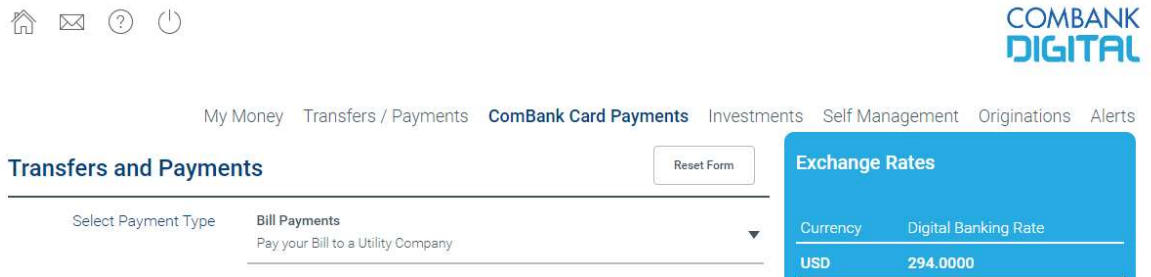 COMBANK
DIGITAL
My Money Transfers / Payments ComBank Card Payments Investments Self Management Originations Alerts
Transfers and Payments
Reset Form
Exchange Rates
Select Payment Type
Bill Payments
Pay your Bill to a Utility Company
Currency Digital Banking Rate
USD 294.0000